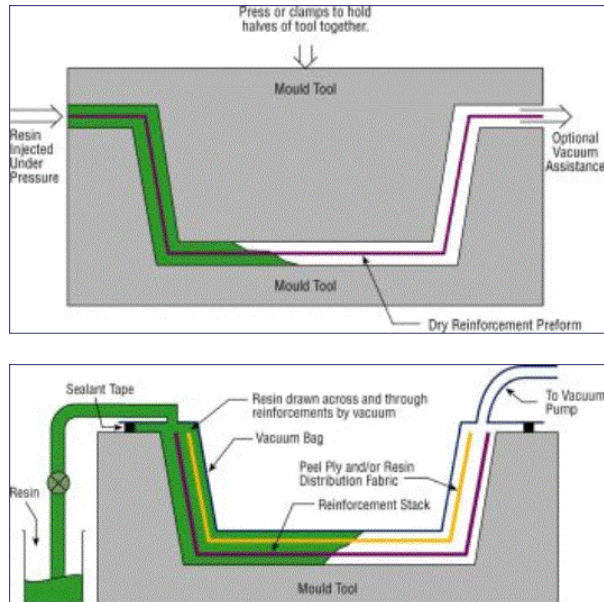 Press or clamps to hold
halves of tool together.
Mould Tool
Resin
Injected
Under
Pressure
Optional
Vacuum
Assistance
Mould Tool
Dry Reinforcement Preform
Sealant Tape
Resin drawn across and through
reinforcements by vacuum
To Vacuum
Pump
Vacuum Bag
Peel Ply and/or Resin
Distribution Fabric
Resin
Reinforcement Stack
Mould Tool